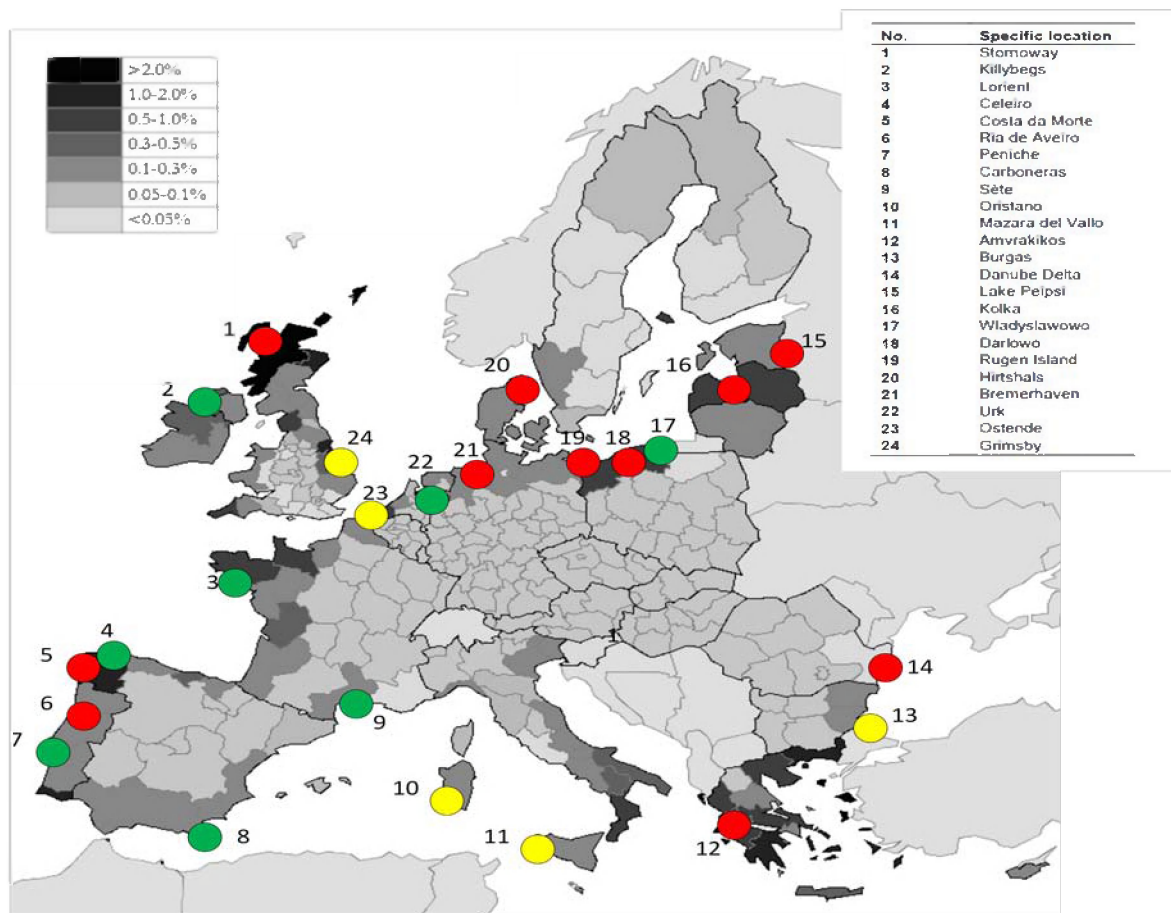 >2.0%
1.0-2.0%
0.5-1.0%
0.3-0.5%
0.1-0.3%
0.05-0.1%
<0.05%
No. Specific location
1 Stornoway
2 Killybegs
3 Lorient
4 Celeiro
5 Costa da Morte
6 Ria de Aveiro
7 Peniche
8 Carboneras
9 Sète
10 Oristano
11 Mazara del Vallo
12 Amvrakikos
13 Burgas
14 Danube Delta
15 Lake Peipsi
16 Kolka
17 Wladyslawowo
18 Darlowo
19 Rugen Island
20 Hirtshals
21 Bremerhaven
22 Urk
23 Ostende
24 Grimsby
1
2
20
16
15
24
21
19
18
17
22
23
3
4
1
5
14
6
9
13
7
10
8
11
12